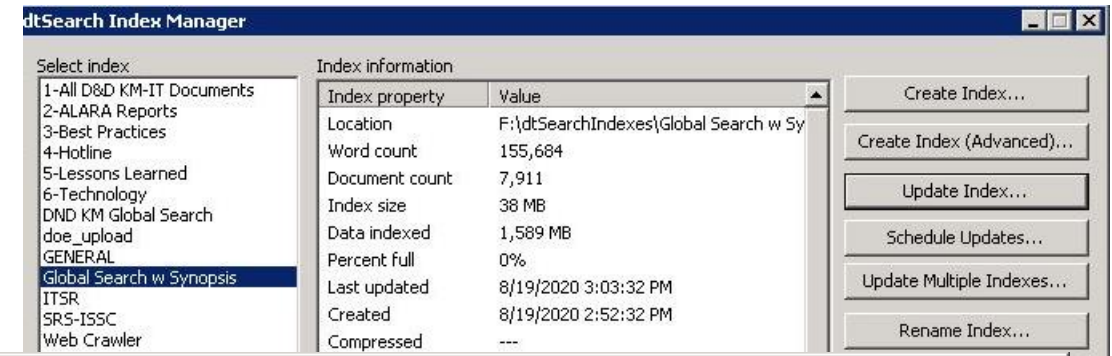 dtSearch Index Manager
Select index
1-All D&D KM-IT Documents
2-ALARA Reports
3-Best Practices
4-Hotline
5-Lessons Learned
6-Technology
DND KM Global Search
doe_upload
GENERAL
Global Search w Synopsis
ITSR
SRS-ISSC
Web Crawler
Index information
Index property Value
Location F:\dtSearchIndexes\Global Search w Sy
Word count 155,684
Document count 7,911
Index size 38 MB
Data indexed 1,589 MB
Percent full 0%
Last updated 8/19/2020 3:03:32 PM
Created 8/19/2020 2:52:32 PM
Compressed ---
Create Index...
Create Index (Advanced)...
Update Index...
Schedule Updates...
Update Multiple Indexes...
Rename Index...